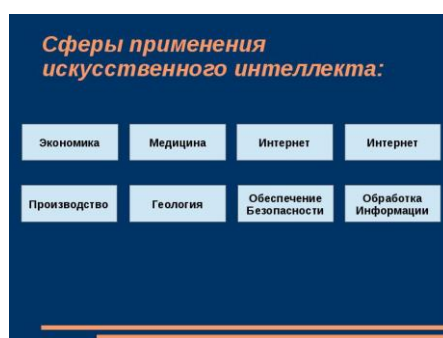 Сферы применения
искусственного интеллекта:
Экономика
Медицина
Интернет
Интернет
Производство
Геология
Обеспечение
Безопасности
Обработка
Информации